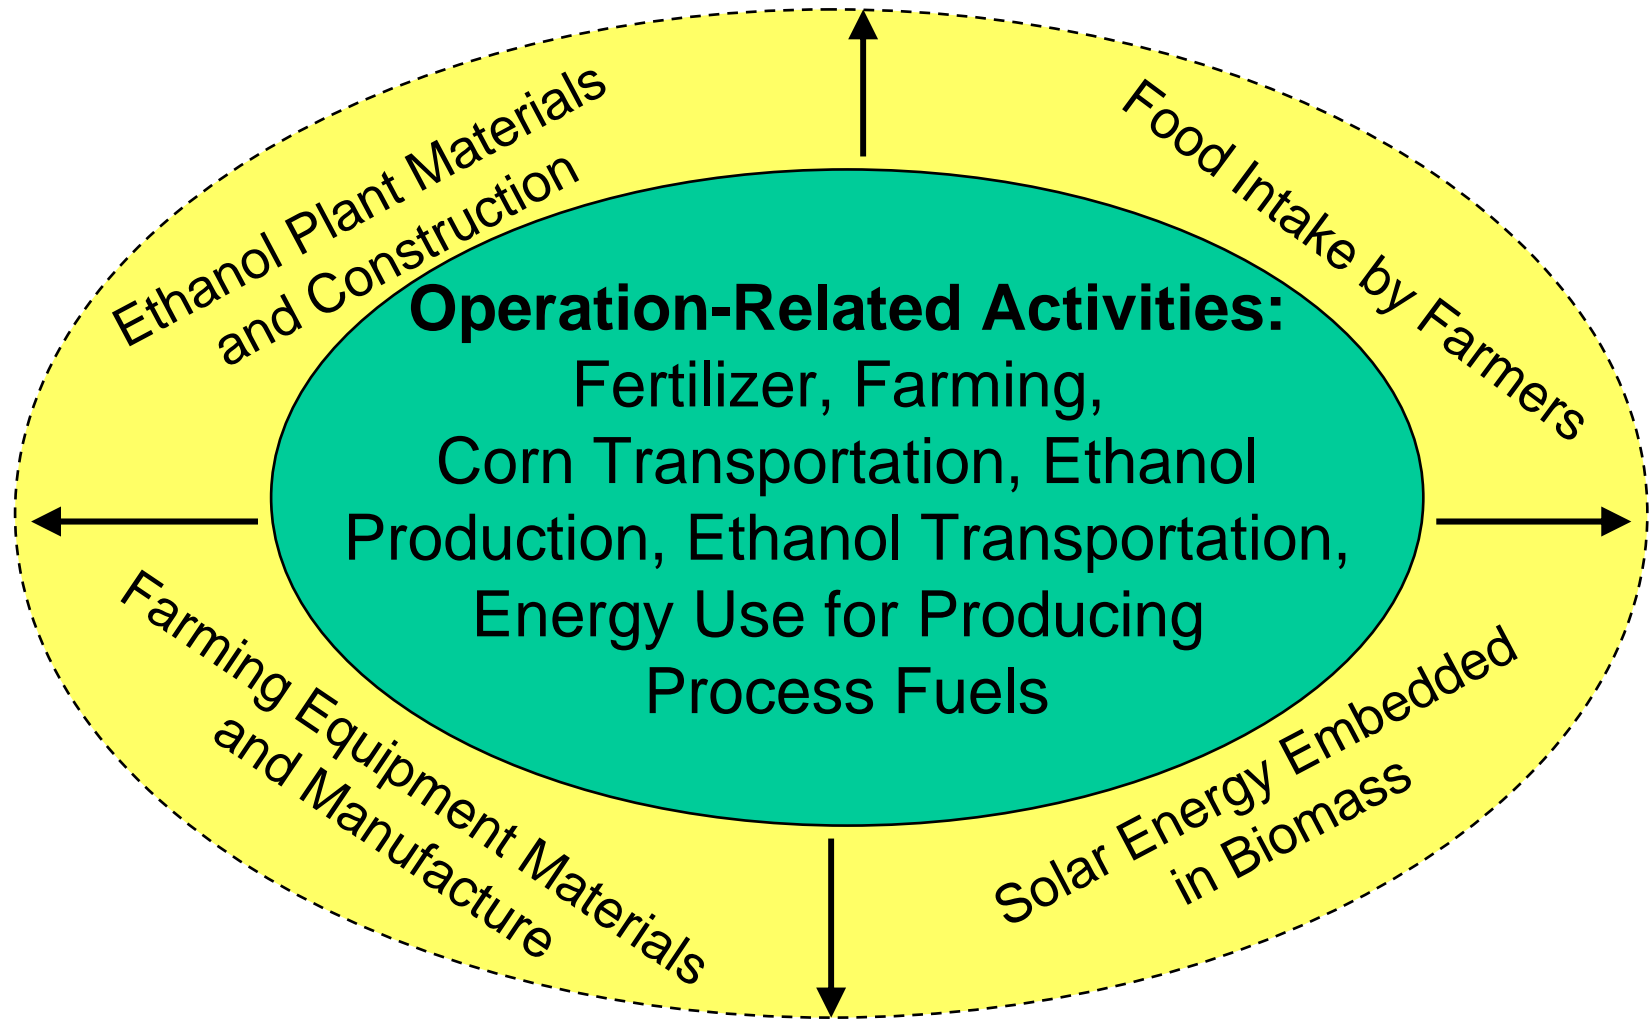 Ethanol Plant Materials
and Construction
Food Intake by Farmers
Operation-Related Activities:
Fertilizer, Farming,
Corn Transportation, Ethanol
Production, Ethanol Transportation,
Energy Use for Producing
Process Fuels
Farming Equipment Materials
and Manufacture
Solar Energy Embedded
in Biomass